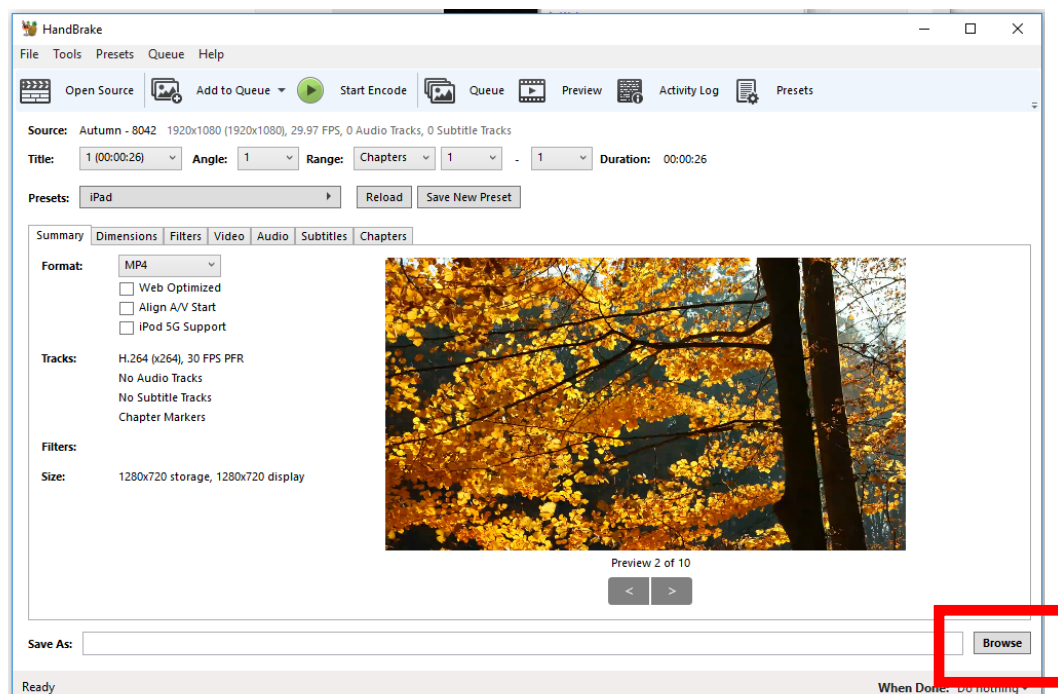 HandBrake
File Tools Presets Queue Help
Open Source Add to Queue Start Encode Queue Preview Activity Log Presets
Source: Autumn - 8042 1920x1080 (1920x1080), 29.97 FPS, 0 Audio Tracks, 0 Subtitle Tracks
Title: 1 (00:00:26) Angle: 1 Range: Chapters 1 - 1 Duration: 00:00:26
Presets: iPad Reload Save New Preset
Summary Dimensions Filters Video Audio Subtitles Chapters
Format: MP4
Web Optimized
Align A/V Start
iPod 5G Support
Tracks: H.264 (x264), 30 FPS PFR
No Audio Tracks
No Subtitle Tracks
Chapter Markers
Filters:
Size: 1280x720 storage, 1280x720 display
Preview 2 of 10
< >
Save As: Browse
Ready When Done: Do nothing